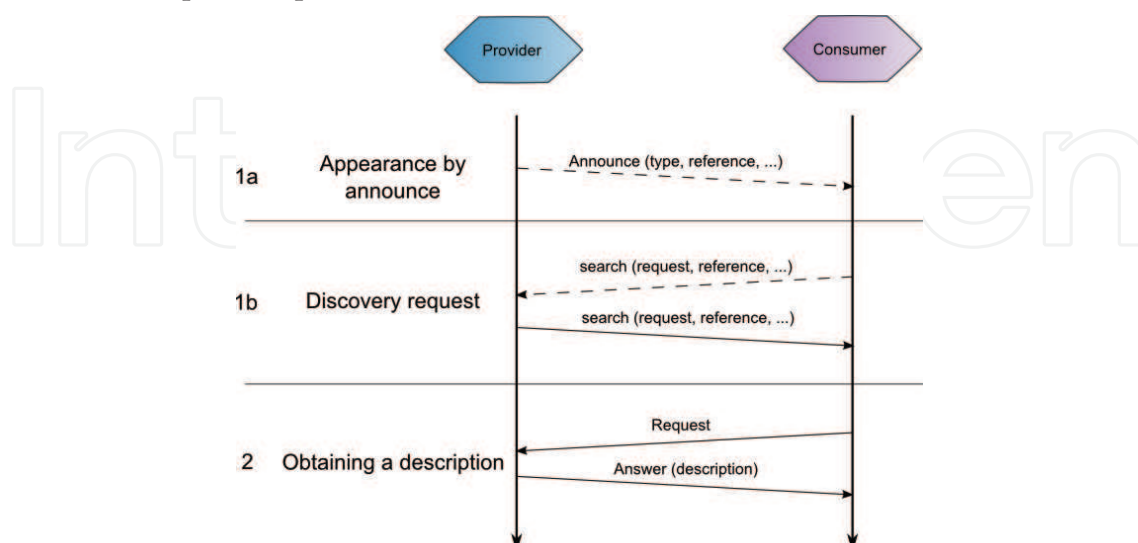 Provider
Consumer
Announce (type, reference, ...)
1a
Appearance by
announce
search (request, reference, ...)
1b
Discovery request
search (request, reference, ...)
Request
2
Obtaining a description
Answer (description)